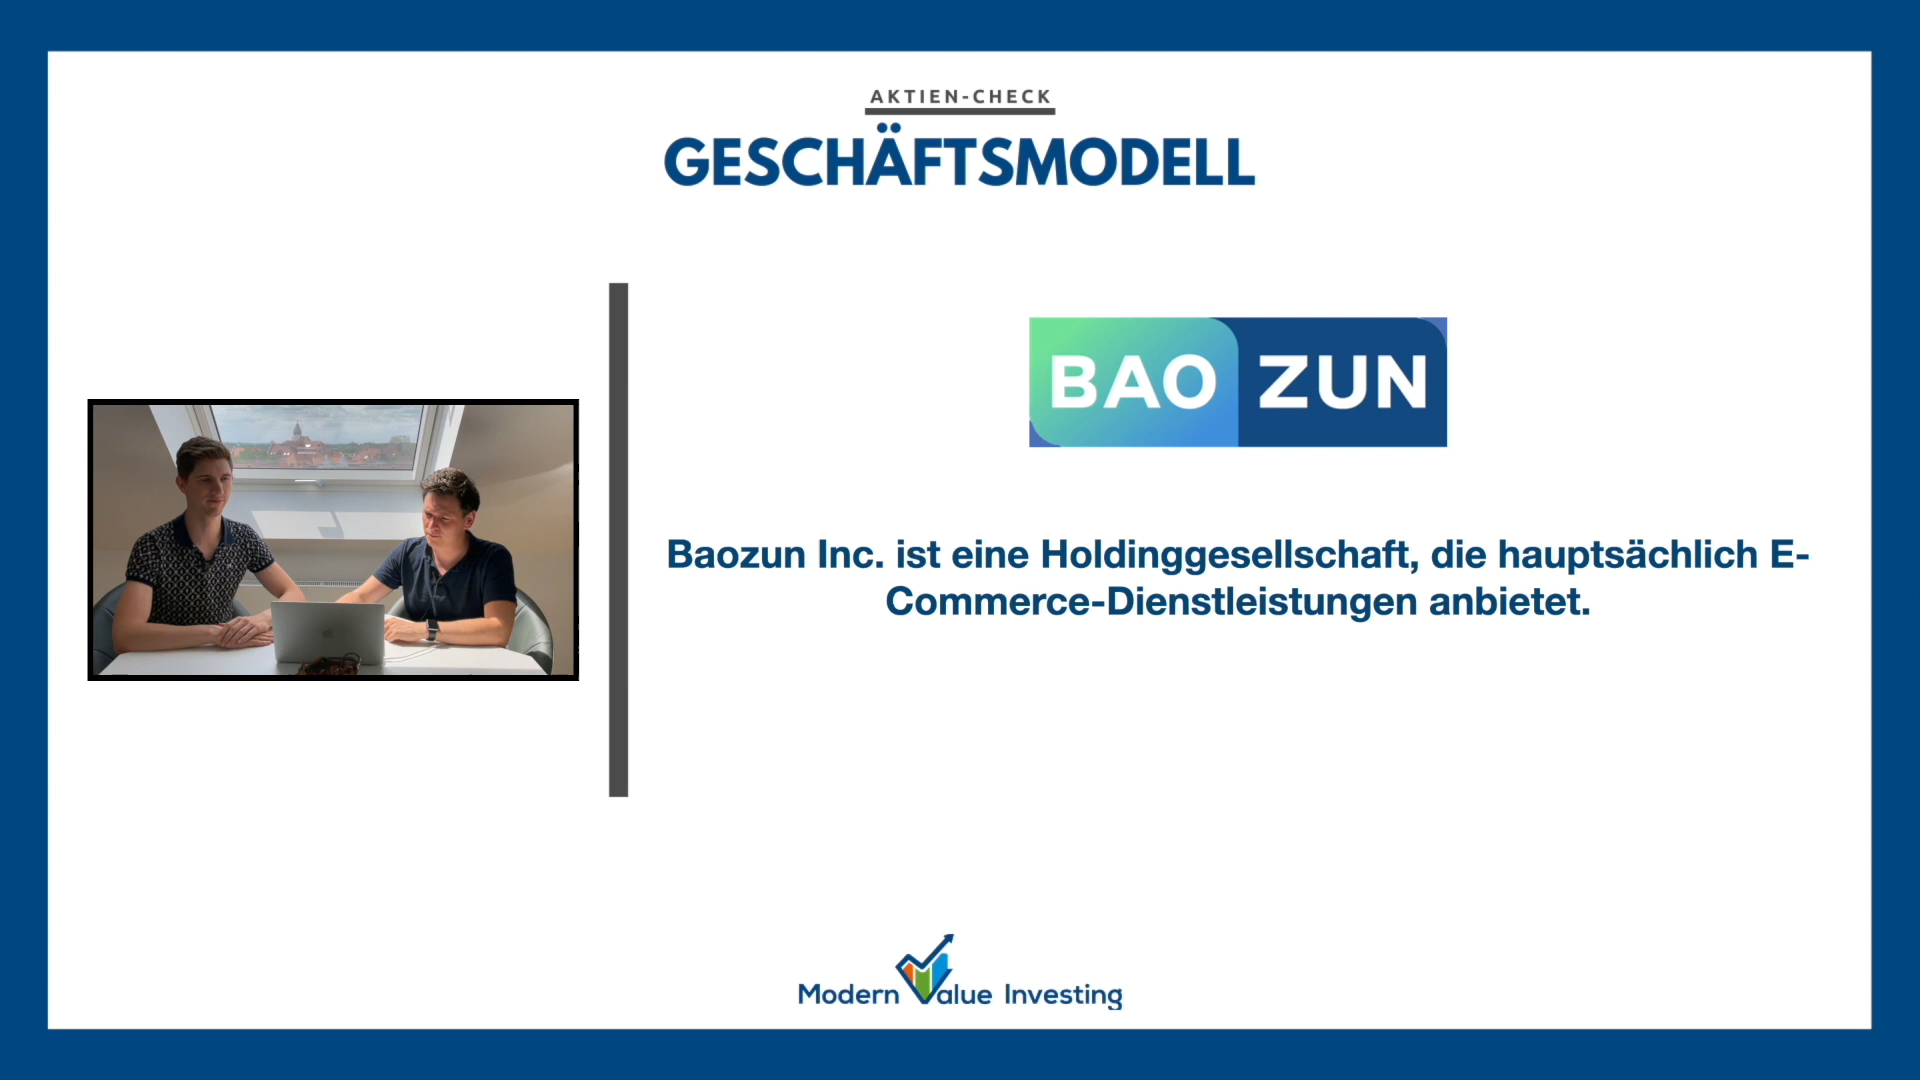 AKTIEN-CHECK
GESCHÄFTSMODELL
BAO ZUN
Baozun Inc. ist eine Holdinggesellschaft, die hauptsächlich E-
Commerce-Dienstleistungen anbietet.
Modern Value Investing